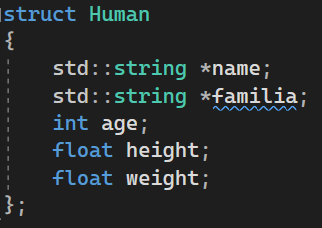 struct Human
{
std::string *name;
std::string *familia;
int age;
float height;
float weight;
};